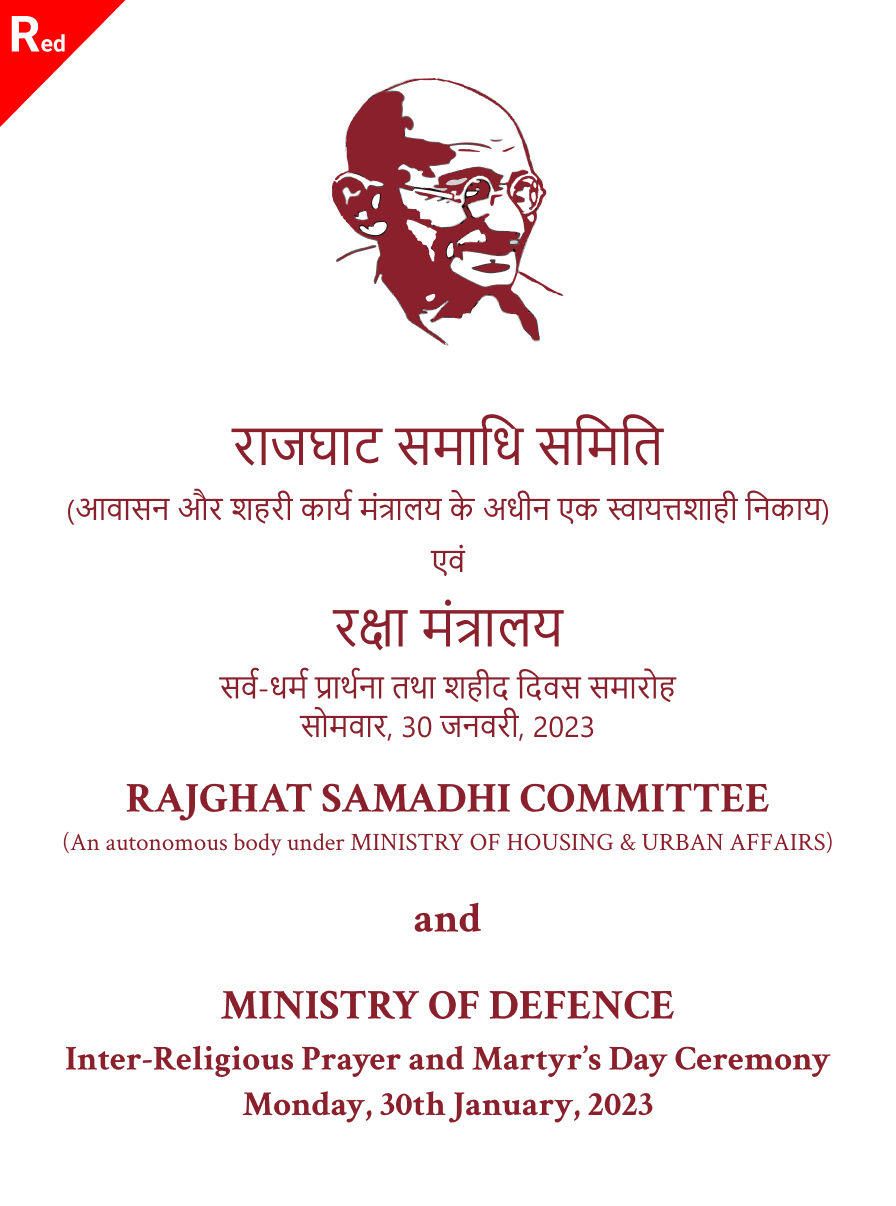 Red
राजघाट समाधि समिति
(आवासन और शहरी कार्य मंत्रालय के अधीन एक स्वायत्तशाही निकाय)
एवं
रक्षा मंत्रालय
सर्व-धर्म प्रार्थना तथा शहीद दिवस समारोह
सोमवार, 30 जनवरी, 2023
RAJGHAT SAMADHI COMMITTEE
(An autonomous body under MINISTRY OF HOUSING & URBAN AFFAIRS)
and
MINISTRY OF DEFENCE
Inter-Religious Prayer and Martyr’s Day Ceremony
Monday, 30th January, 2023